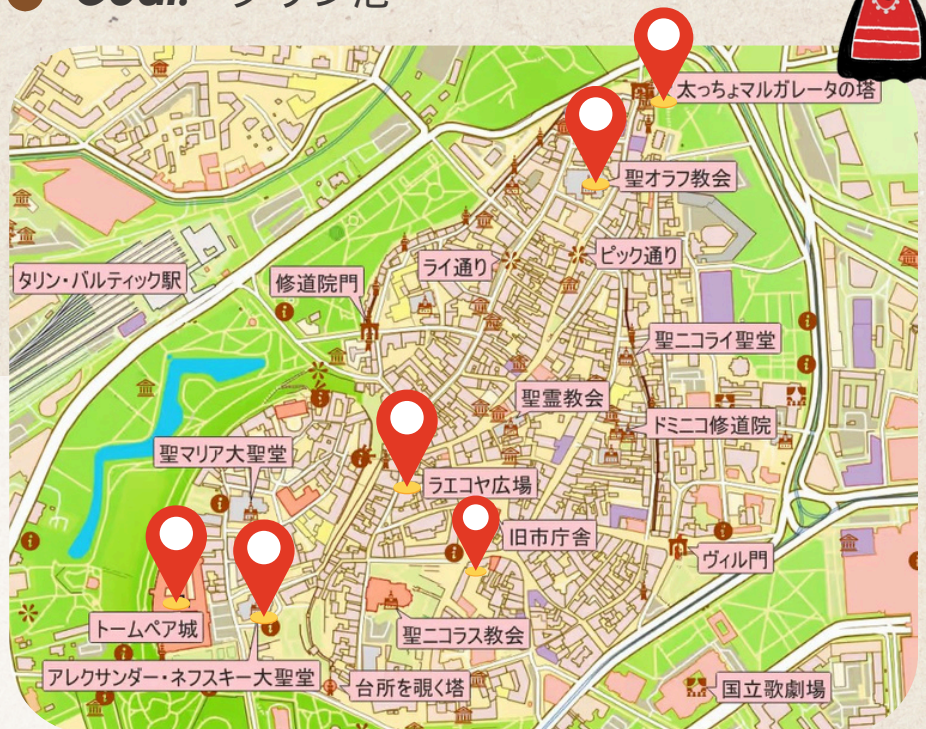 Goal:
太っちょマルガレータの塔
聖オラフ教会
ピック通り
ライ通り
タリン・バルティック駅
修道院門
聖ニコライ聖堂
聖霊教会
ドミニコ修道院
聖マリア大聖堂
ラエコヤ広場
旧市庁舎
ヴィル門
トームペア城
聖ニコラス教会
アレクサンダー・ネフスキー大聖堂
台所を覗く塔
国立歌劇場